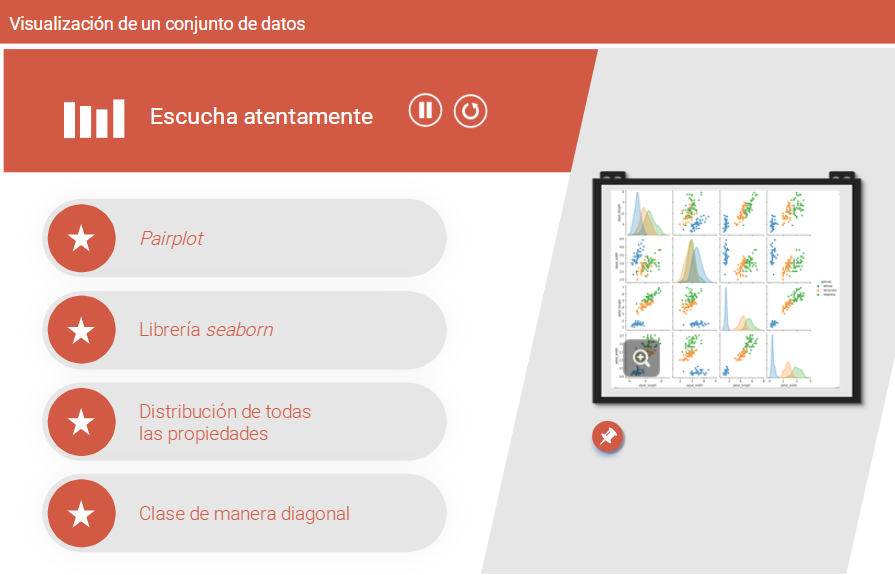 Visualización de un conjunto de datos
Escucha atentamente
Pairplot
Librería seaborn
Distribución de todas
las propiedades
Clase de manera diagonal